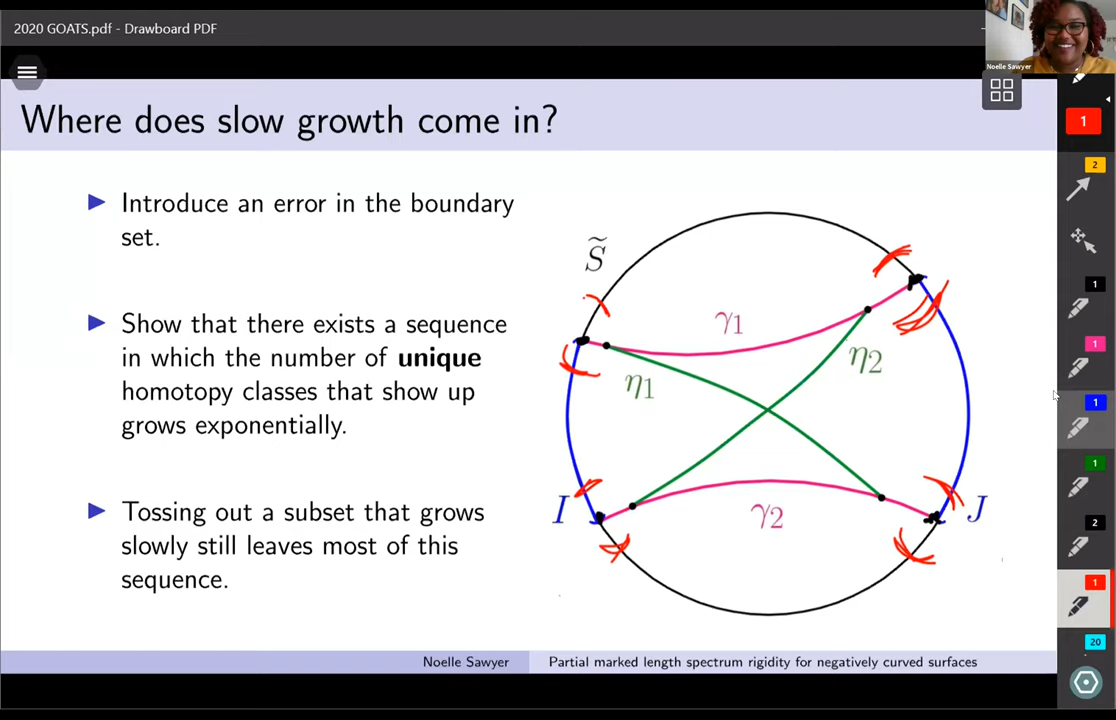 2020 GOATS.pdf - Drawboard PDF
Noelle Sawyer
Where does slow growth come in?
Introduce an error in the boundary
set.
Show that there exists a sequence
in which the number of unique
homotopy classes that show up
grows exponentially.
Tossing out a subset that grows
slowly still leaves most of this
sequence.
S̃
γ₁
η₁
η₂
I
γ₂
J
1
2
1
1
1
1
2
1
20
Noelle Sawyer
Partial marked length spectrum rigidity for negatively curved surfaces